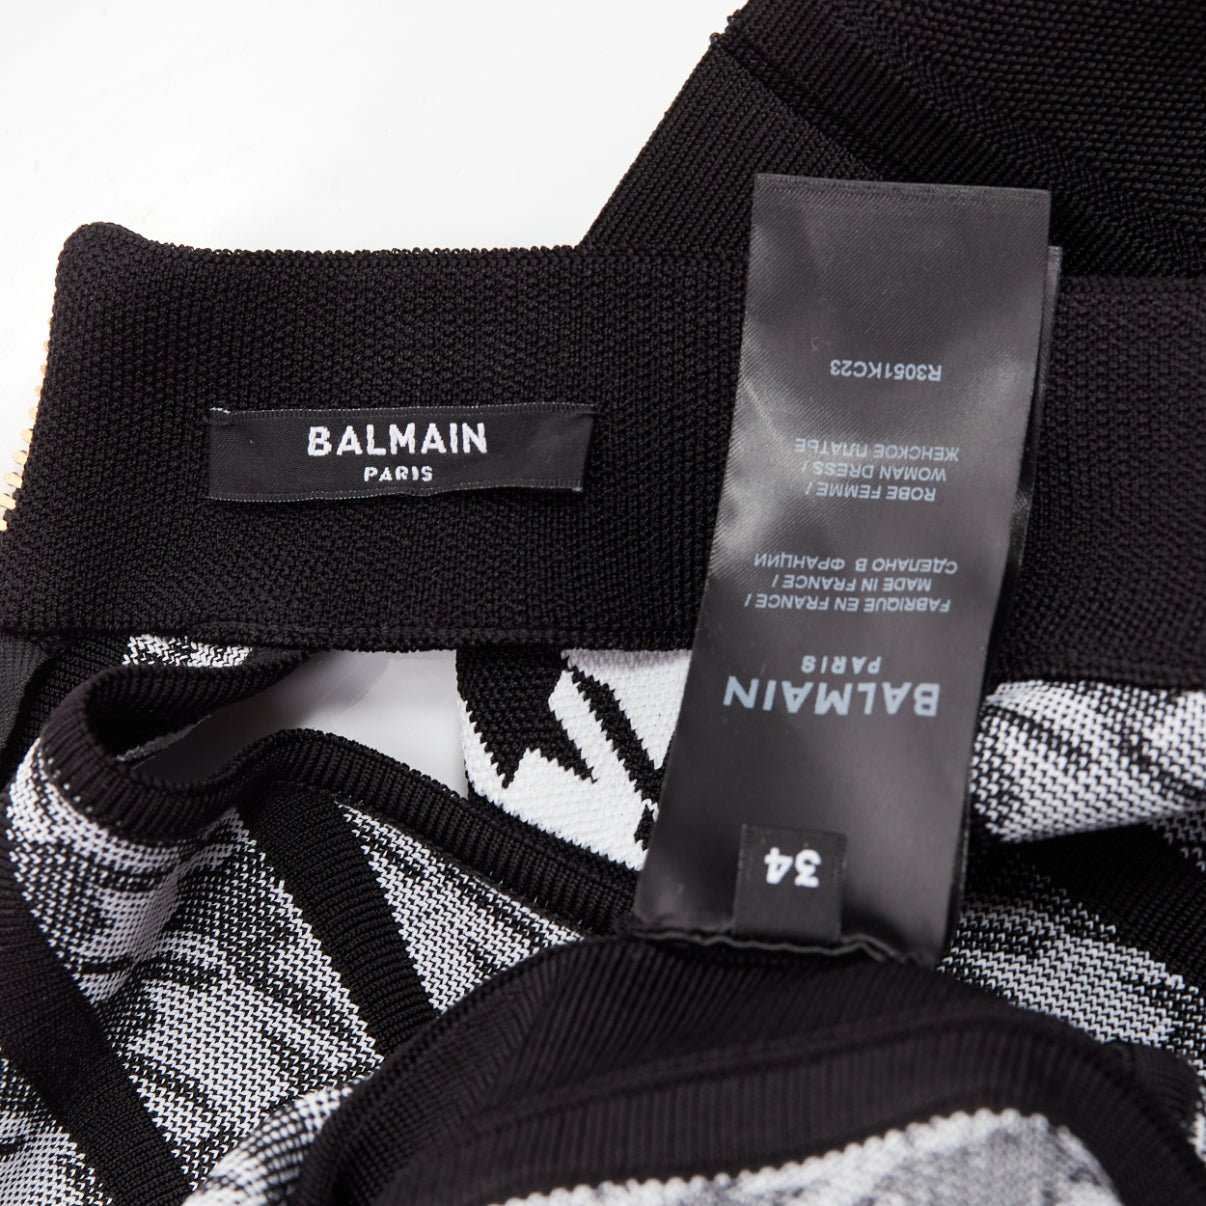 BALMAIN
PARIS
34
BALMAIN
PARIS
FABRIQUE EN FRANCE /
MADE IN FRANCE /
СДЕЛАНО В ФРАНЦИИ
ROBE FEMME /
WOMAN DRESS /
ЖЕНСКОЕ ПЛАТЬЕ
R3051KC23